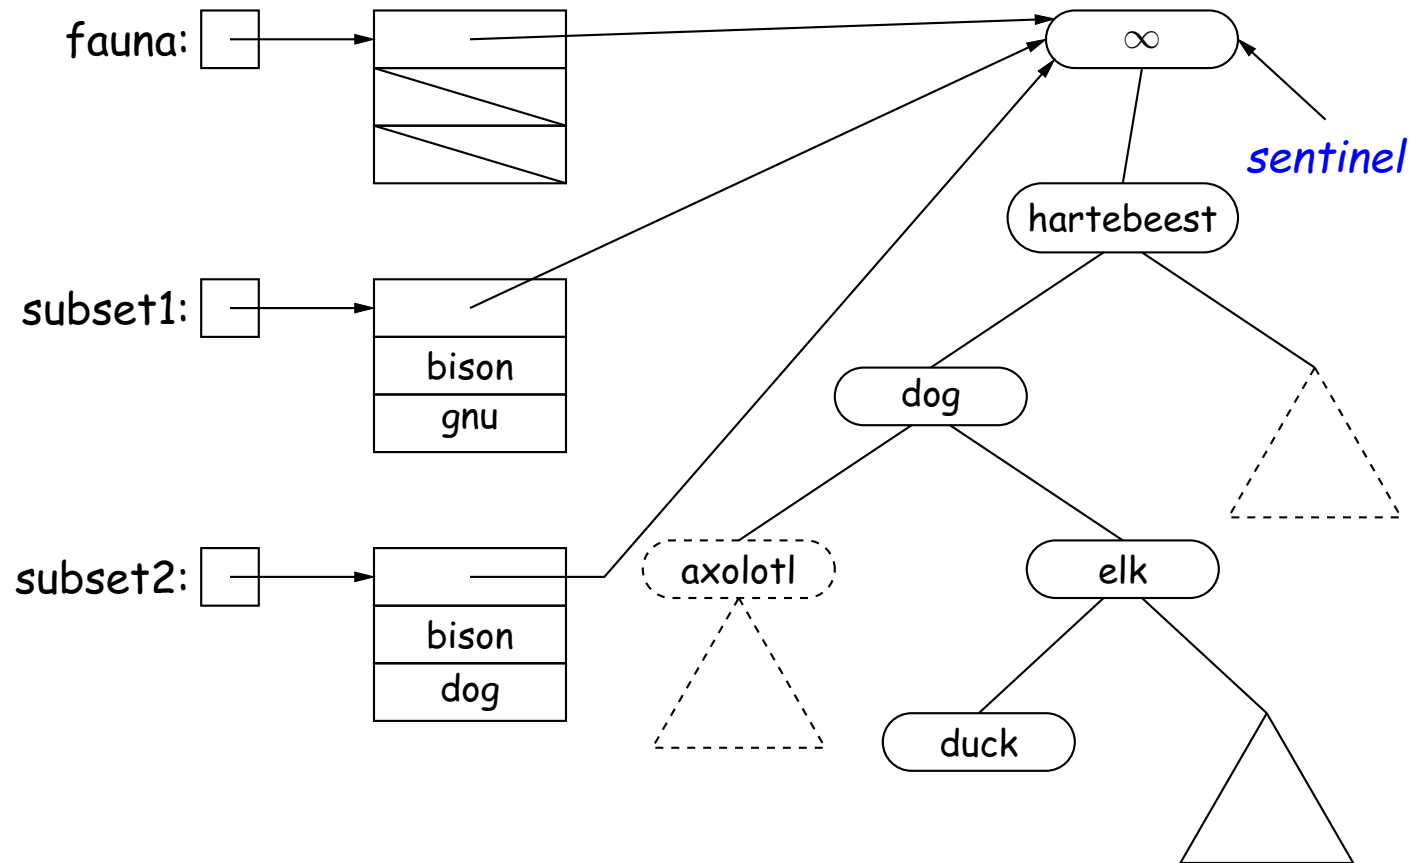 fauna:
∞
sentinel
hartebeest
subset1:
bison
gnu
dog
subset2:
bison
dog
axolotl
elk
duck